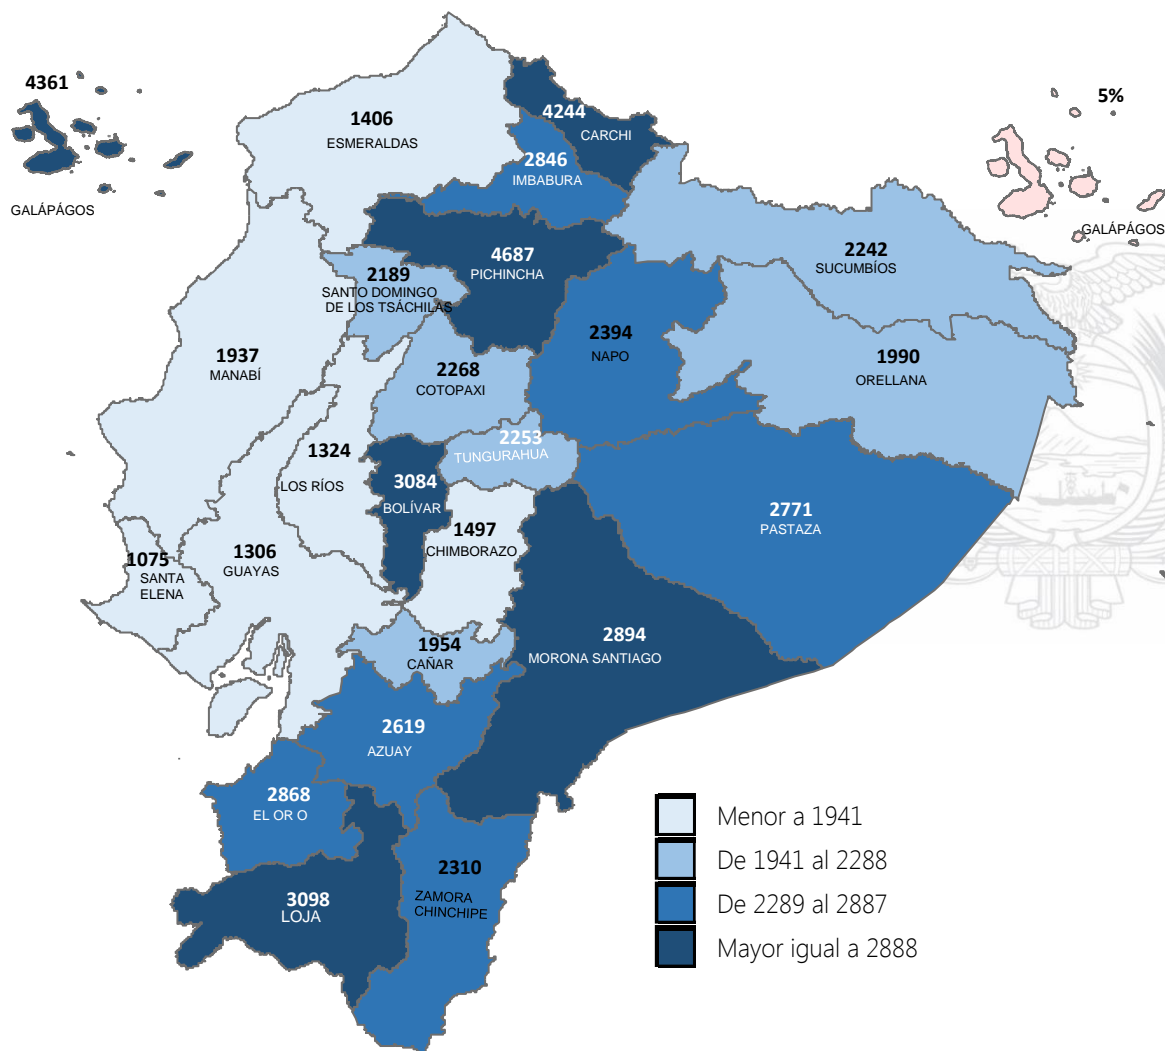 4361
GALÁPÁGOS
5%
GALÁPÁGOS
1406
ESMERALDAS
4244
CARCHI
2846
IMBABURA
4687
PICHINCHA
2242
SUCUMBÍOS
2189
SANTO DOMINGO
DE LOS TSÁCHILAS
2394
NAPO
1990
ORELLANA
1937
MANABÍ
2268
COTOPAXI
2253
TUNGURAHUA
1324
LOS RÍOS
3084
BOLÍVAR
2771
PASTAZA
1497
CHIMBORAZO
1306
GUAYAS
1075
SANTA
ELENA
2894
MORONA SANTIAGO
1954
CAÑAR
2619
AZUAY
2868
EL OR O
2310
ZAMORA
CHINCHIPE
3098
LOJA
Menor a 1941
De 1941 al 2288
De 2289 al 2887
Mayor igual a 2888